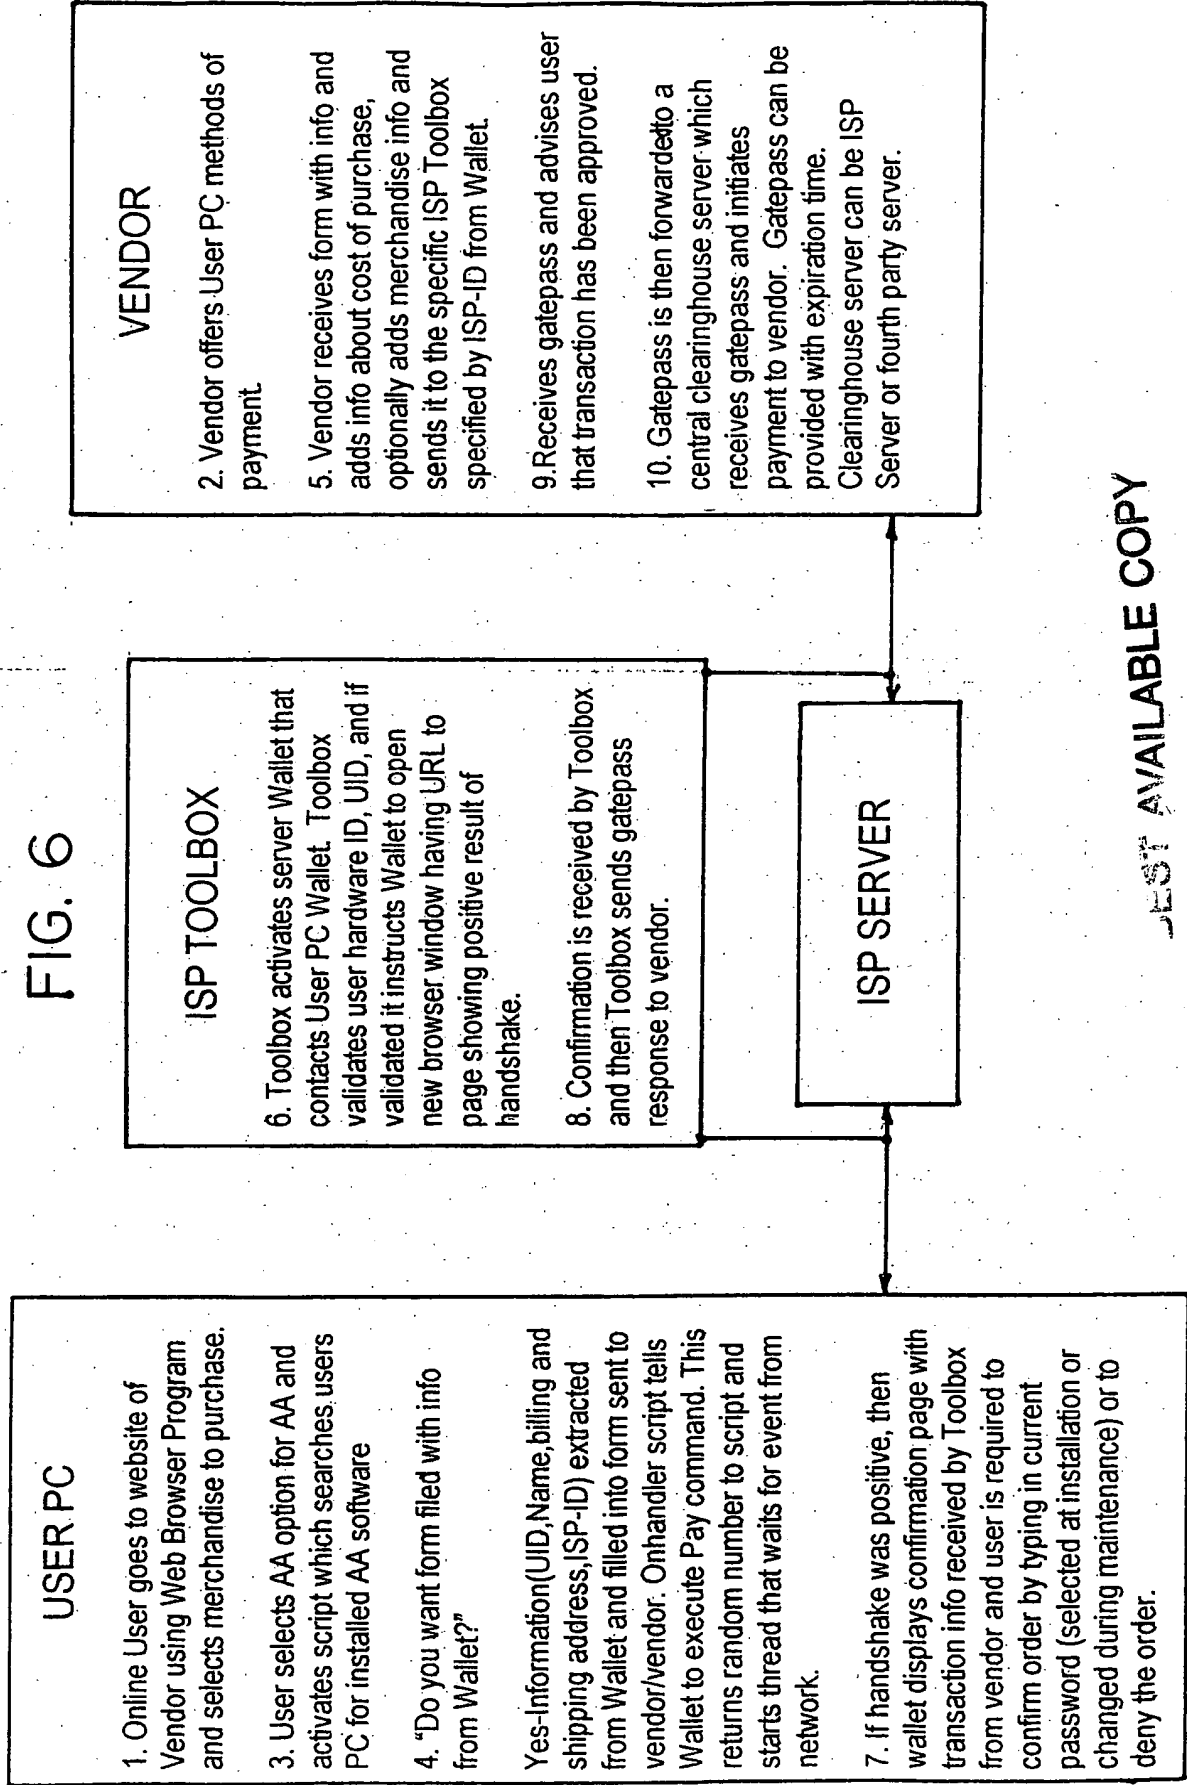 FIG. 6
USER PC
1. Online User goes to website of
Vendor using Web Browser Program
and selects merchandise to purchase.
3. User selects AA option for AA and
activates script which searches users
PC for installed AA software
4. "Do you want form filed with info
from Wallet?"
Yes-Information(UID,Name,billing and
shipping address,ISP-ID) extracted
from Wallet and filled into form sent to
vendor/vendor. Onhandler script tells
Wallet to execute Pay command. This
returns random number to script and
starts thread that waits for event from
network.
7. If handshake was positive, then
wallet displays confirmation page with
transaction info received by Toolbox
from vendor and user is required to
confirm order by typing in current
password (selected at installation or
changed during maintenance) or to
deny the order.
ISP TOOLBOX
6. Toolbox activates server Wallet that
contacts User PC Wallet. Toolbox
validates user hardware ID, UID, and if
validated it instructs Wallet to open
new browser window having URL to
page showing positive result of
handshake.
8. Confirmation is received by Toolbox
and then Toolbox sends gatepass
response to vendor.
ISP SERVER
VENDOR
2. Vendor offers User PC methods of
payment.
5. Vendor receives form with info and
adds info about cost of purchase,
optionally adds merchandise info and
sends it to the specific ISP Toolbox
specified by ISP-ID from Wallet.
9.Receives gatepass and advises user
that transaction has been approved.
10. Gatepass is then forwardedto a
central clearinghouse server which
receives gatepass and initiates
payment to vendor. Gatepass can be
provided with expiration time.
Clearinghouse server can be ISP
Server or fourth party server.
BEST AVAILABLE COPY